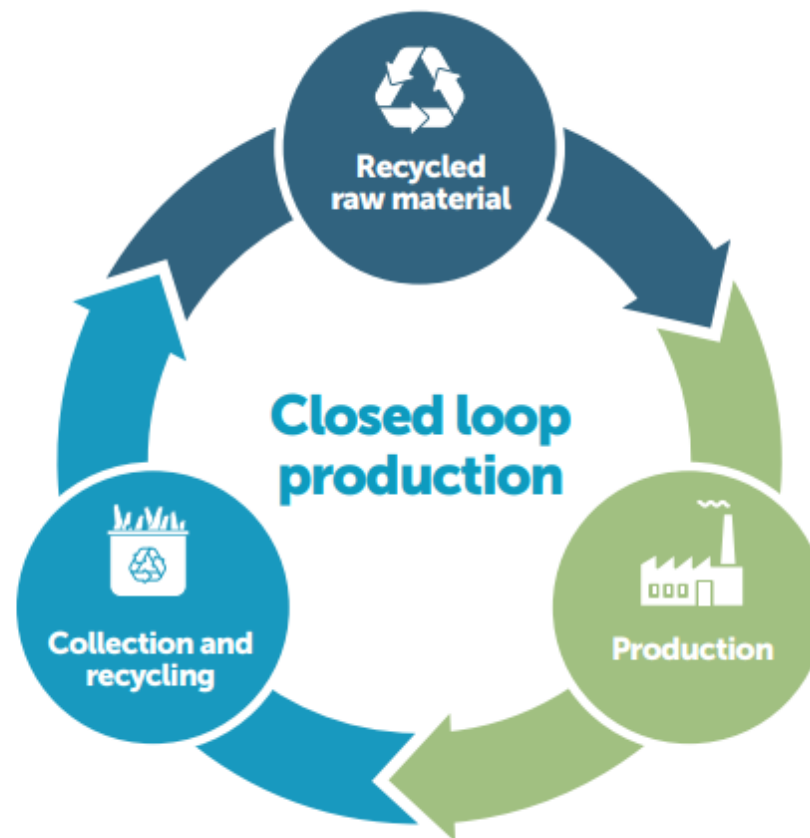 Recycled
raw material
Closed loop
production
Collection and
recycling
Production